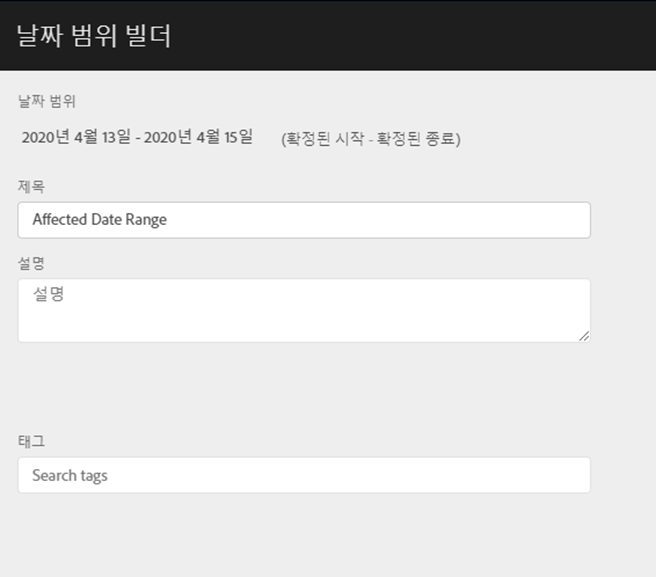 날짜 범위 빌더
날짜 범위
2020년 4월 13일 - 2020년 4월 15일 (확정된 시작 - 확정된 종료)
제목
Affected Date Range
설명
설명
태그
Search tags